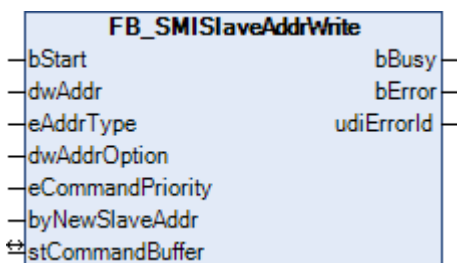 FB_SMISlaveAddrWrite
bStart bBusy
dwAddr bError
eAddrType udiErrorId
dwAddrOption
eCommandPriority
byNewSlaveAddr
stCommandBuffer